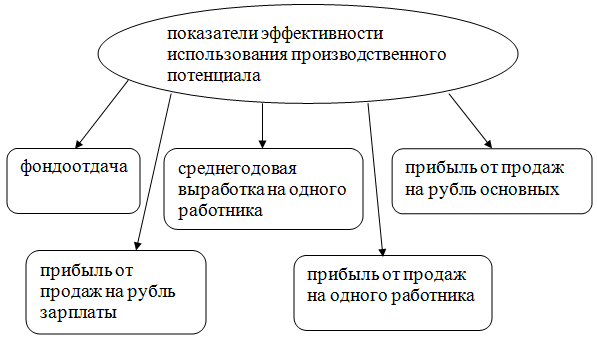 показатели эффективности
использования производственного
потенциала
фондоотдача
среднегодовая
выработка на одного
работника
прибыль от продаж
на рубль основных
прибыль от
продаж на рубль
зарплаты
прибыль от продаж
на одного работника